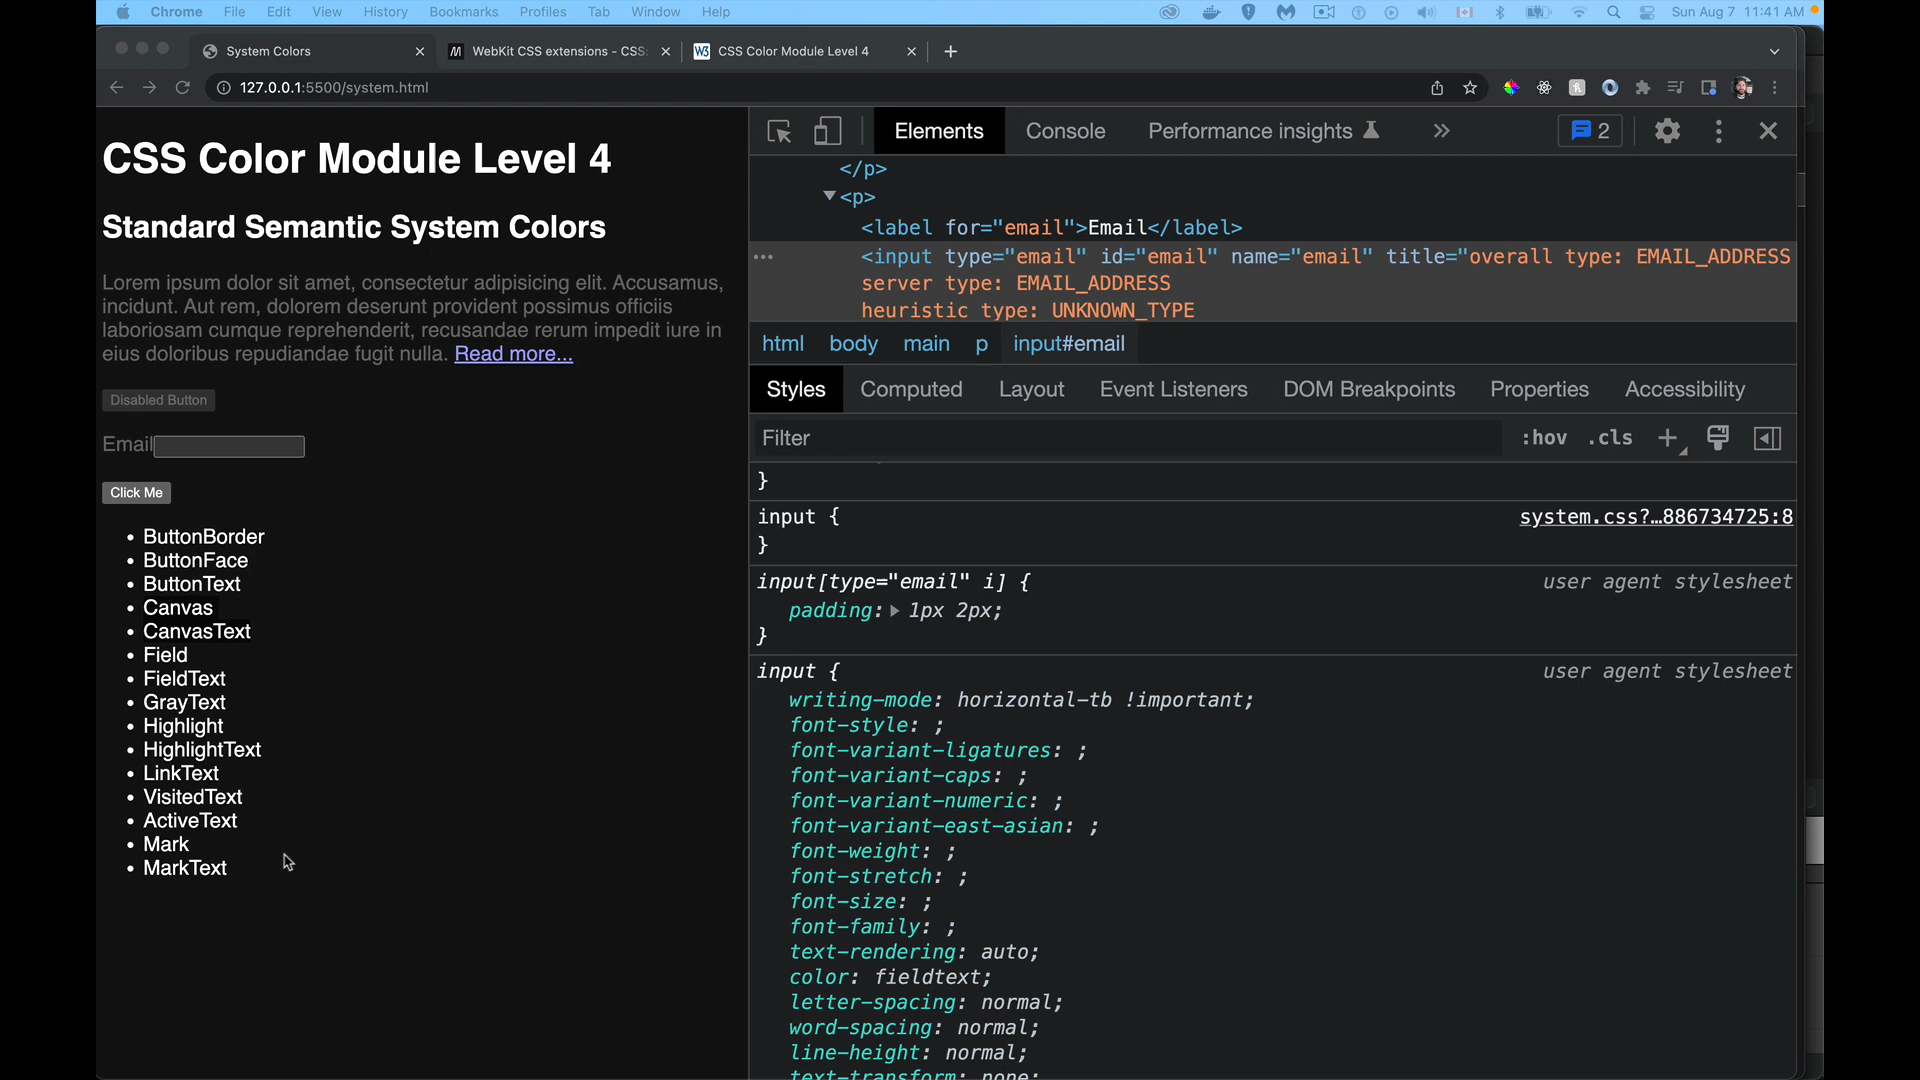 Chrome File Edit View History Bookmarks Profiles Tab Window Help Sun Aug 7 11:41 AM
System Colors WebKit CSS extensions - CSS: CSS Color Module Level 4
127.0.0.1:5500/system.html
CSS Color Module Level 4
Standard Semantic System Colors
Lorem ipsum dolor sit amet, consectetur adipisicing elit. Accusamus,
incidunt. Aut rem, dolorem deserunt provident possimus officiis
laboriosam cumque reprehenderit, recusandae rerum impedit iure in
eius doloribus repudiandae fugit nulla. Read more...
Disabled Button
Email
Click Me
• ButtonBorder
• ButtonFace
• ButtonText
• Canvas
• CanvasText
• Field
• FieldText
• GrayText
• Highlight
• HighlightText
• LinkText
• VisitedText
• ActiveText
• Mark
• MarkText
Elements Console Performance insights 2
</p>
<p>
<label for="email">Email</label>
<input type="email" id="email" name="email" title="overall type: EMAIL_ADDRESS
server type: EMAIL_ADDRESS
heuristic type: UNKNOWN_TYPE
html body main p input#email
Styles Computed Layout Event Listeners DOM Breakpoints Properties Accessibility
Filter :hov .cls
}
input { system.css?…886734725:8
}
input[type="email" i] { user agent stylesheet
padding: 1px 2px;
}
input { user agent stylesheet
writing-mode: horizontal-tb !important;
font-style: ;
font-variant-ligatures: ;
font-variant-caps: ;
font-variant-numeric: ;
font-variant-east-asian: ;
font-weight: ;
font-stretch: ;
font-size: ;
font-family: ;
text-rendering: auto;
color: fieldtext;
letter-spacing: normal;
word-spacing: normal;
line-height: normal;
text-transform: none;